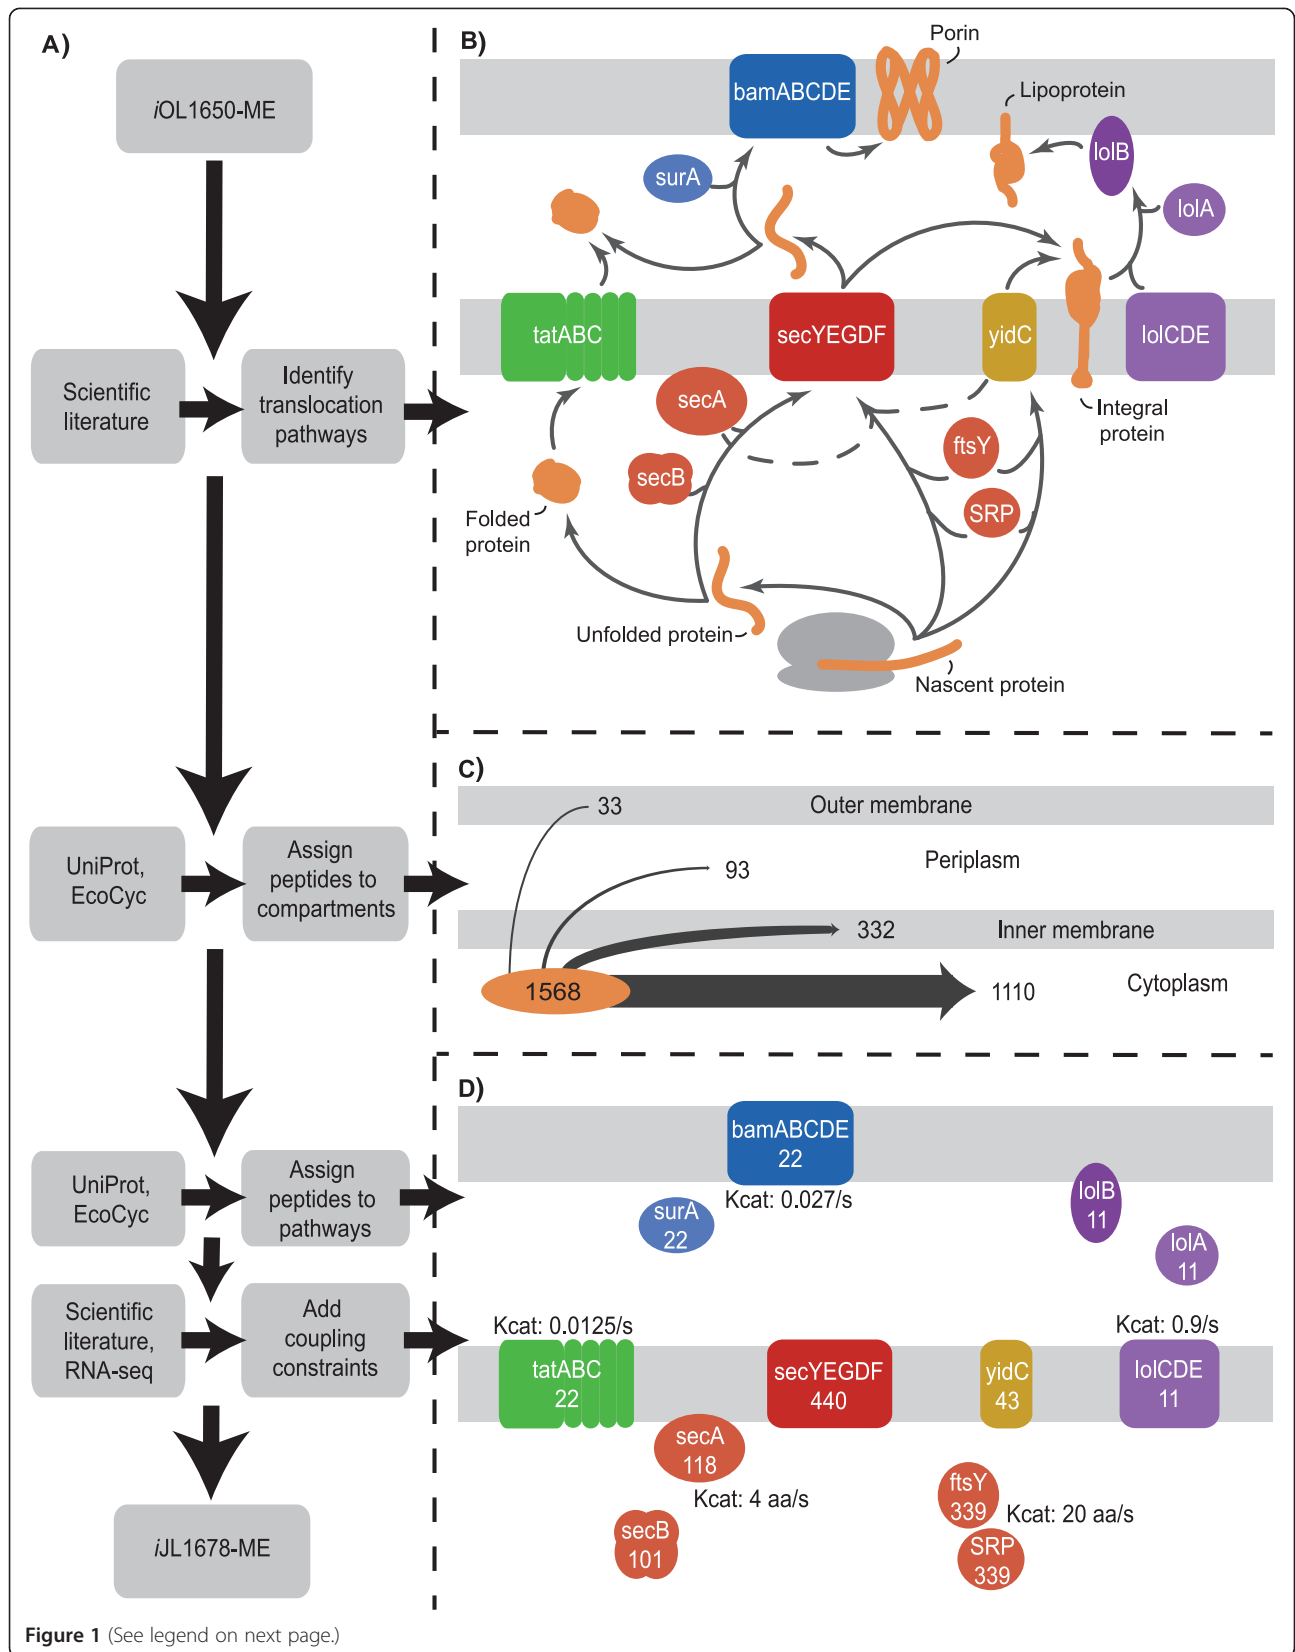 A)
iOL1650-ME
Scientific
literature
Identify
translocation
pathways
UniProt,
EcoCyc
Assign
peptides to
compartments
UniProt,
EcoCyc
Assign
peptides to
pathways
Scientific
literature,
RNA-seq
Add
coupling
constraints
iJL1678-ME
B)
Porin
bamABCDE
Lipoprotein
lolB
surA
lolA
tatABC
secYEGDF
yidC
lolCDE
secA
Integral
protein
ftsY
secB
SRP
Folded
protein
Unfolded protein
Nascent protein
C)
33
Outer membrane
Periplasm
93
332
Inner membrane
1568
1110
Cytoplasm
D)
bamABCDE
22
Kcat: 0.027/s
surA
22
lolB
11
lolA
11
Kcat: 0.0125/s
Kcat: 0.9/s
tatABC
22
secYEGDF
440
yidC
43
lolCDE
11
secA
118
Kcat: 4 aa/s
ftsY
339
Kcat: 20 aa/s
secB
101
SRP
339
Figure 1 (See legend on next page.)